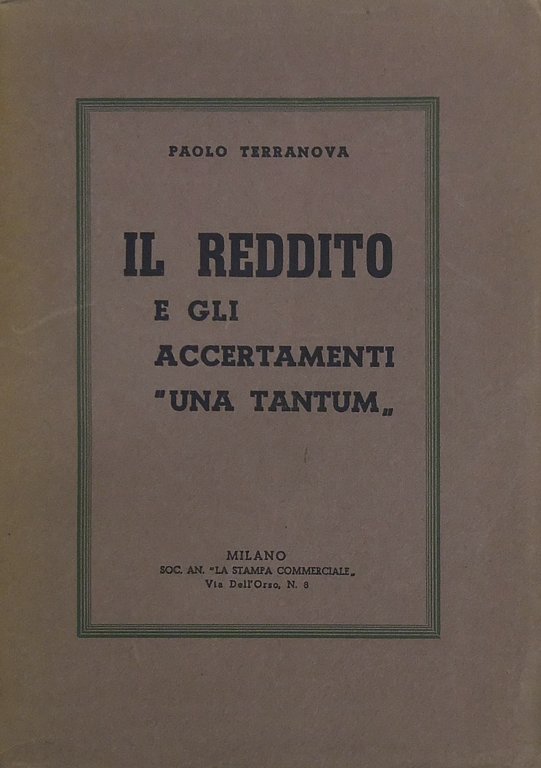 PAOLO TERRANOVA
IL REDDITO
E GLI
ACCERTAMENTI
"UNA TANTUM„
MILANO
SOC. AN. "LA STAMPA COMMERCIALE„
Via Dell'Orso, N. 8